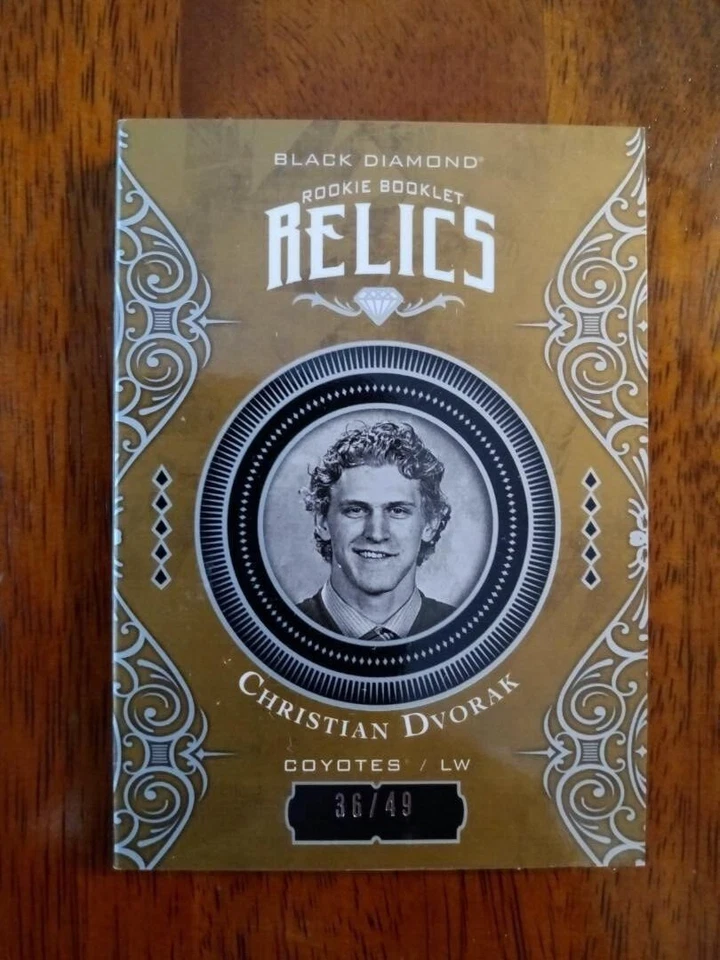 BLACK DIAMOND
ROOKIE BOOKLET
RELICS
CHRISTIAN DVORAK
COYOTES / LW
36/49